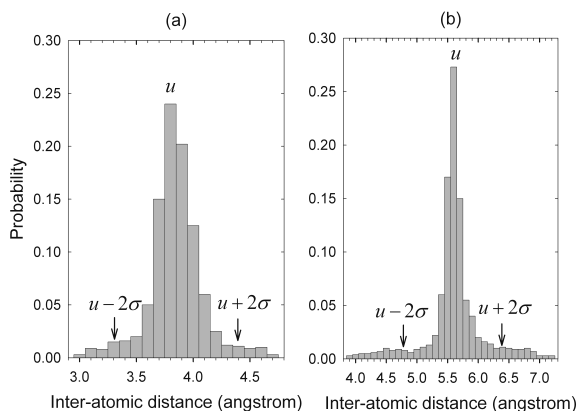 (a)
(b)
0.30
0.25
0.20
0.15
0.10
0.05
0.00
Probability
u
u − 2σ
u + 2σ
3.0 3.5 4.0 4.5
Inter-atomic distance (angstrom)
0.30
0.25
0.20
0.15
0.10
0.05
0.00
u
u − 2σ
u + 2σ
4.0 4.5 5.0 5.5 6.0 6.5 7.0
Inter-atomic distance (angstrom)